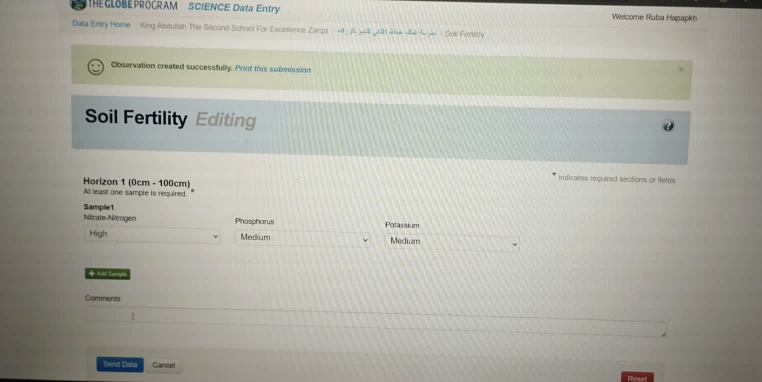 THE GLOBE PROGRAM SCIENCE Data Entry
Welcome Ruba Hapapkh
Data Entry Home / King Abdullah The Second School For Excellence Zarqa / / Soil Fertility
Observation created successfully. Print this submission
×
Soil Fertility Editing
?
* indicates required sections or fields
Horizon 1 (0cm - 100cm)
At least one sample is required. *
Sample1
Nitrate-Nitrogen Phosphorus Potassium
High Medium Medium
+ Add Sample
Comments
Send Data Cancel
Reset